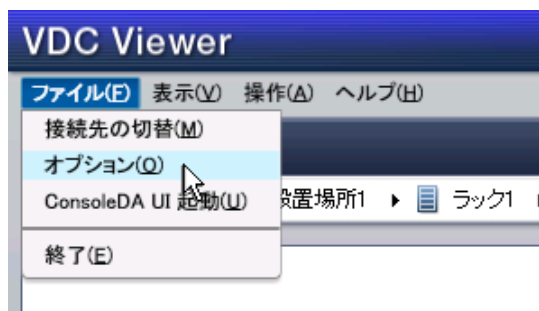 VDC Viewer
ファイル(F) 表示(V) 操作(A) ヘルプ(H)
接続先の切替(M)
オプション(O)
ConsoleDA UI 起動(U)
設置場所1 ▶ ラック1
終了(E)